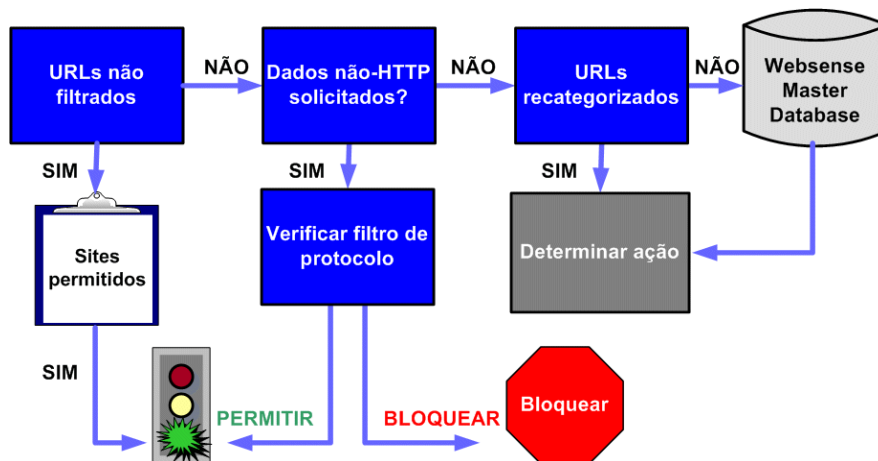 URLs não
filtrados
NÃO
Dados não-HTTP
solicitados?
NÃO
URLs
recategorizados
NÃO
Websense
Master
Database
SIM
SIM
SIM
Sites
permitidos
Verificar filtro de
protocolo
Determinar ação
SIM
PERMITIR
BLOQUEAR
Bloquear